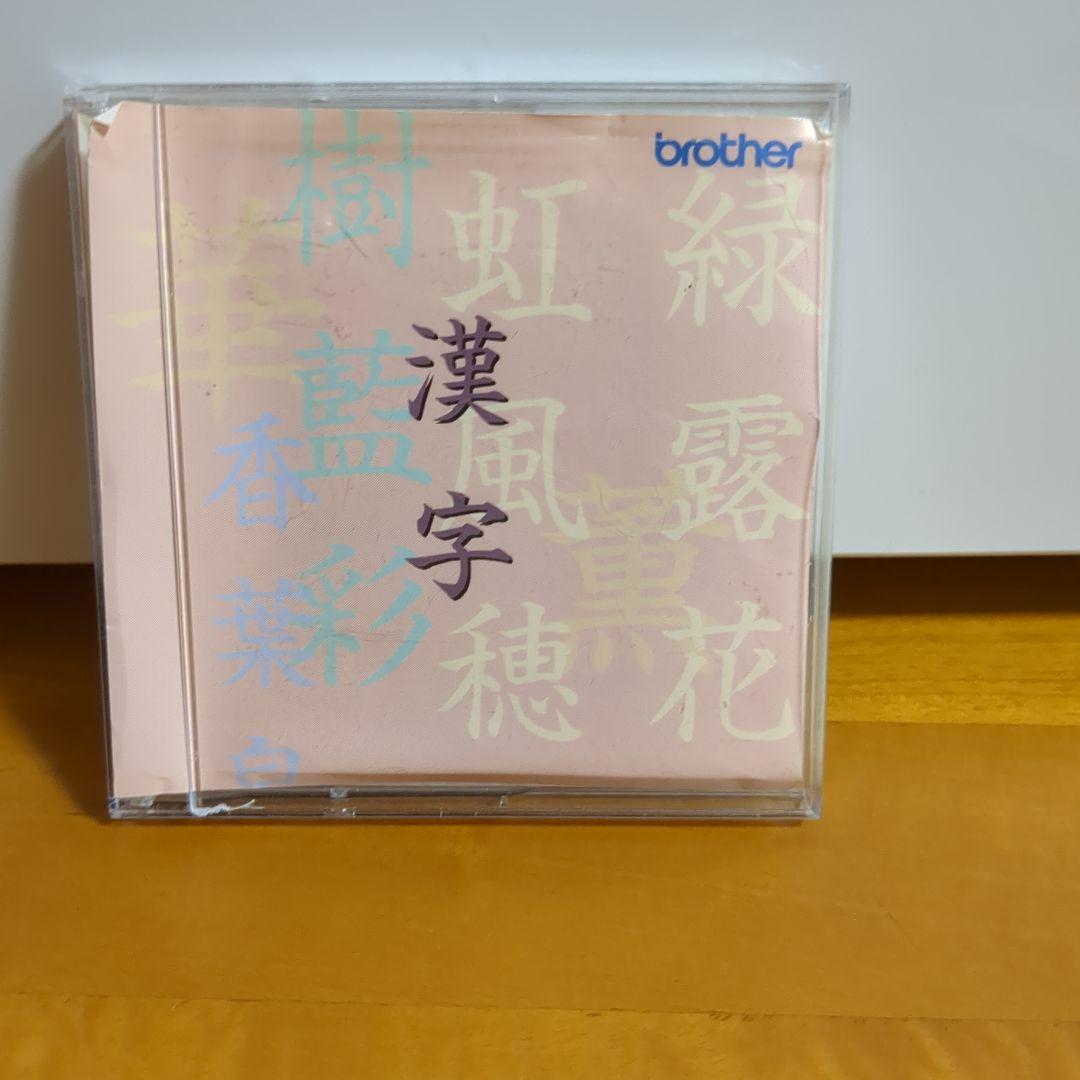 brother
漢字
緑露花
薫
虹風穂
樹藍彩
香葉
華